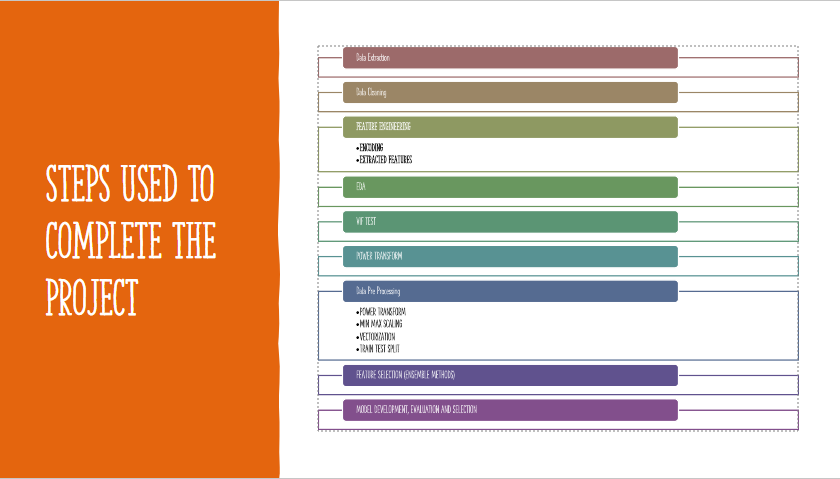 STEPS USED TO
COMPLETE THE
PROJECT
Data Extraction
Data Cleaning
FEATURE ENGINEERING
•ENCODING
•EXTRACTED FEATURES
EDA
VIF TEST
POWER TRANSFORM
Data Pre Processing
•POWER TRANSFORM
•MIN MAX SCALING
•VECTORIZATION
•TRAIN TEST SPLIT
FEATURE SELECTION (ENSEMBLE METHODS)
MODEL DEVELOPMENT, EVALUATION AND SELECTION